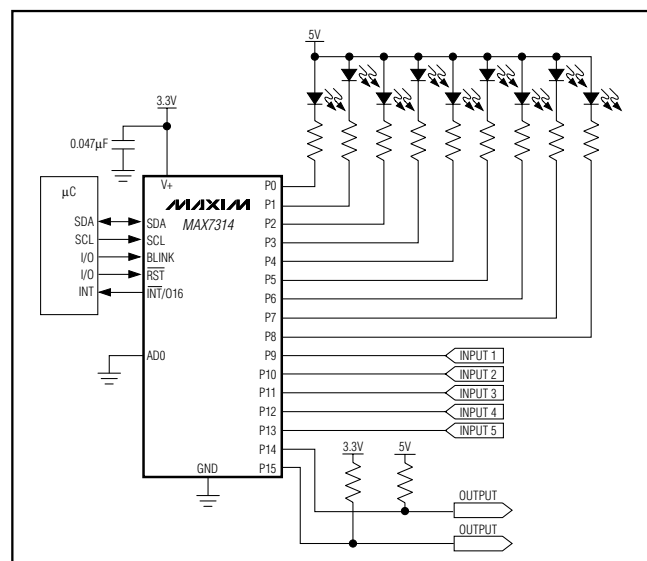 5V
3.3V
0.047μF
μC
V+
P0
MAXIM
P1
SDA
SDA
MAX7314
P2
SCL
SCL
P3
I/O
BLINK
P4
I/O
RST
P5
INT
INT/O16
P6
P7
P8
AD0
P9
INPUT 1
P10
INPUT 2
P11
INPUT 3
P12
INPUT 4
P13
INPUT 5
P14
3.3V
5V
GND
P15
OUTPUT
OUTPUT